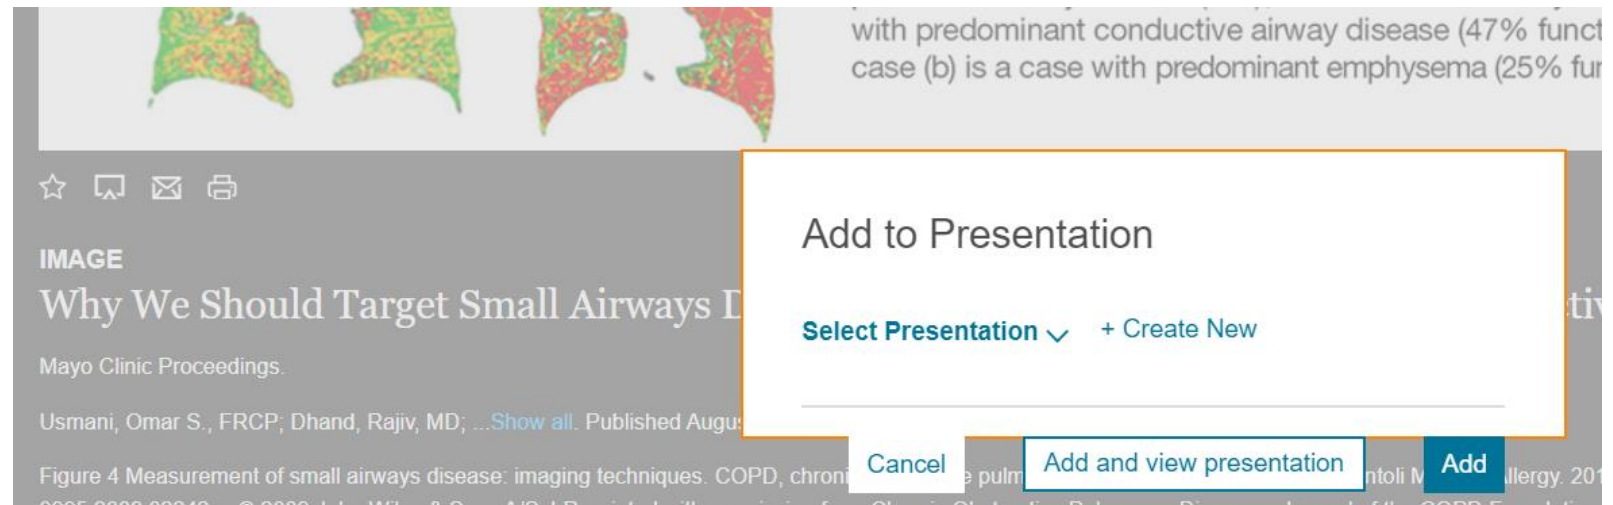 with predominant conductive airway disease (47% funct
case (b) is a case with predominant emphysema (25% fun
IMAGE
Why We Should Target Small Airways D
Mayo Clinic Proceedings.
Usmani, Omar S., FRCP; Dhand, Rajiv, MD; ...Show all. Published Augus
Figure 4 Measurement of small airways disease: imaging techniques. COPD, chroni
Add to Presentation
Select Presentation + Create New
Cancel Add and view presentation Add